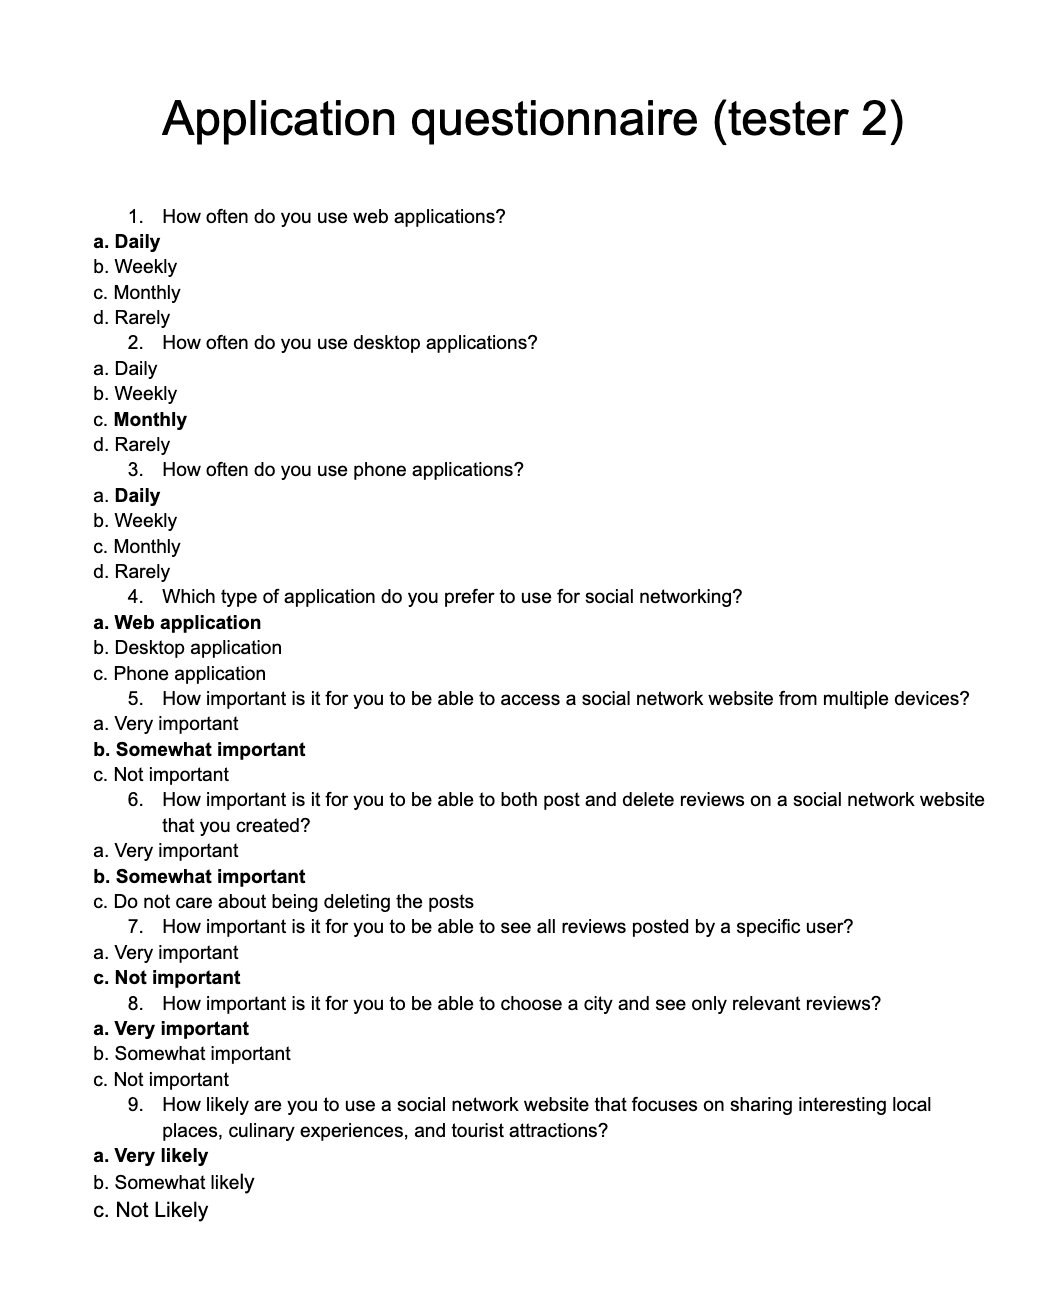 Application questionnaire (tester 2)
1. How often do you use web applications?
a. Daily
b. Weekly
c. Monthly
d. Rarely
2. How often do you use desktop applications?
a. Daily
b. Weekly
c. Monthly
d. Rarely
3. How often do you use phone applications?
a. Daily
b. Weekly
c. Monthly
d. Rarely
4. Which type of application do you prefer to use for social networking?
a. Web application
b. Desktop application
c. Phone application
5. How important is it for you to be able to access a social network website from multiple devices?
a. Very important
b. Somewhat important
c. Not important
6. How important is it for you to be able to both post and delete reviews on a social network website
that you created?
a. Very important
b. Somewhat important
c. Do not care about being deleting the posts
7. How important is it for you to be able to see all reviews posted by a specific user?
a. Very important
c. Not important
8. How important is it for you to be able to choose a city and see only relevant reviews?
a. Very important
b. Somewhat important
c. Not important
9. How likely are you to use a social network website that focuses on sharing interesting local
places, culinary experiences, and tourist attractions?
a. Very likely
b. Somewhat likely
c. Not Likely